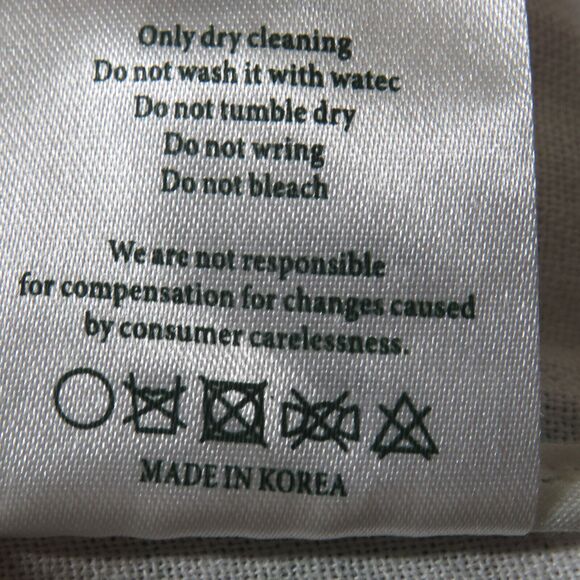 Only dry cleaning
Do not wash it with watec
Do not tumble dry
Do not wring
Do not bleach
We are not responsible
for compensation for changes caused
by consumer carelessness.
MADE IN KOREA